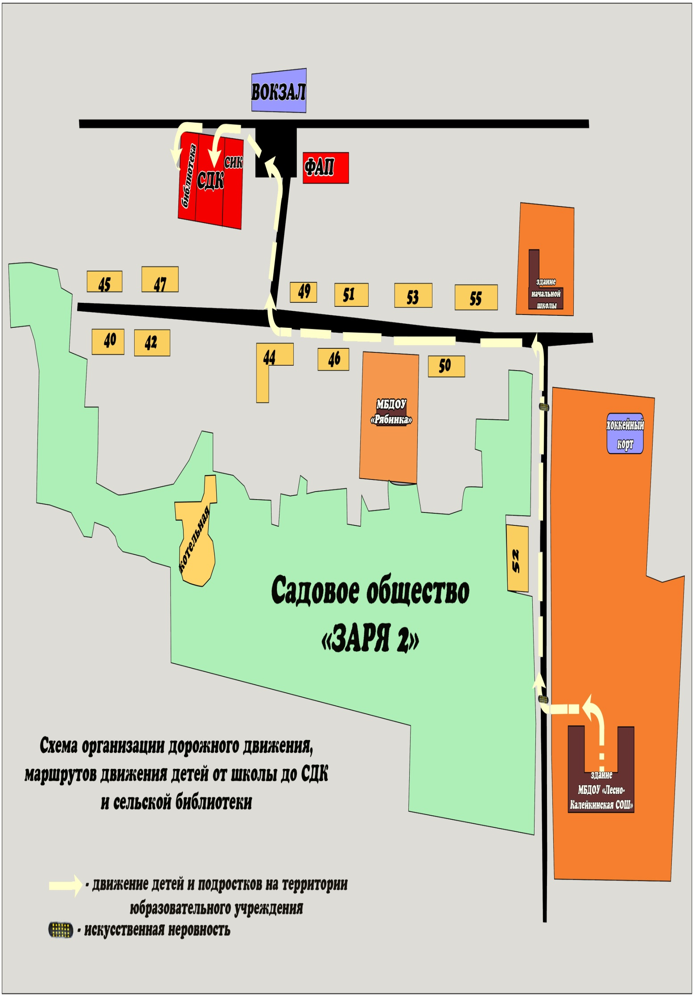 ВОКЗАЛ
библиотека
СДК
СИК
ФАП
45
47
49
51
53
55
здание
начальной
школы
40
42
44
46
50
МБДОУ
«Рябинка»
хоккейный
корт
Котельная
52
Садовое общество
«ЗАРЯ 2»
Схема организации дорожного движения,
маршрутов движения детей от школы до СДК
и сельской библиотеки
здание
МБДОУ «Лесно-
Калейкинская СОШ»
- движение детей и подростков на территории
юбразовательного учреждения
- искусственная неровность